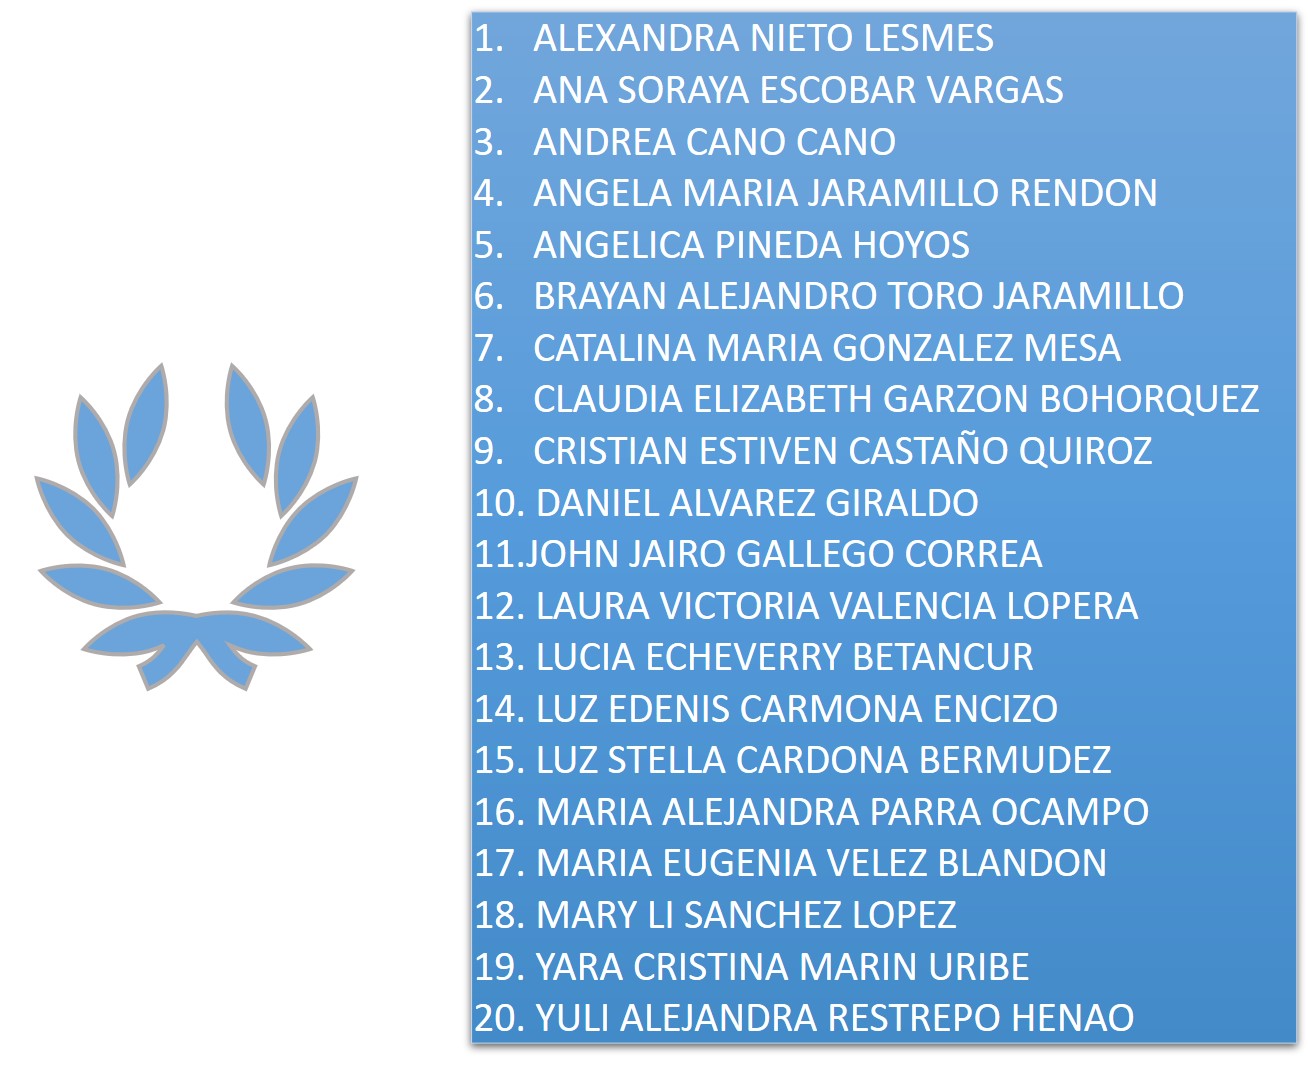 1. ALEXANDRA NIETO LESMES
2. ANA SORAYA ESCOBAR VARGAS
3. ANDREA CANO CANO
4. ANGELA MARIA JARAMILLO RENDON
5. ANGELICA PINEDA HOYOS
6. BRAYAN ALEJANDRO TORO JARAMILLO
7. CATALINA MARIA GONZALEZ MESA
8. CLAUDIA ELIZABETH GARZON BOHORQUEZ
9. CRISTIAN ESTIVEN CASTAÑO QUIROZ
10. DANIEL ALVAREZ GIRALDO
11.JOHN JAIRO GALLEGO CORREA
12. LAURA VICTORIA VALENCIA LOPERA
13. LUCIA ECHEVERRY BETANCUR
14. LUZ EDENIS CARMONA ENCIZO
15. LUZ STELLA CARDONA BERMUDEZ
16. MARIA ALEJANDRA PARRA OCAMPO
17. MARIA EUGENIA VELEZ BLANDON
18. MARY LI SANCHEZ LOPEZ
19. YARA CRISTINA MARIN URIBE
20. YULI ALEJANDRA RESTREPO HENAO